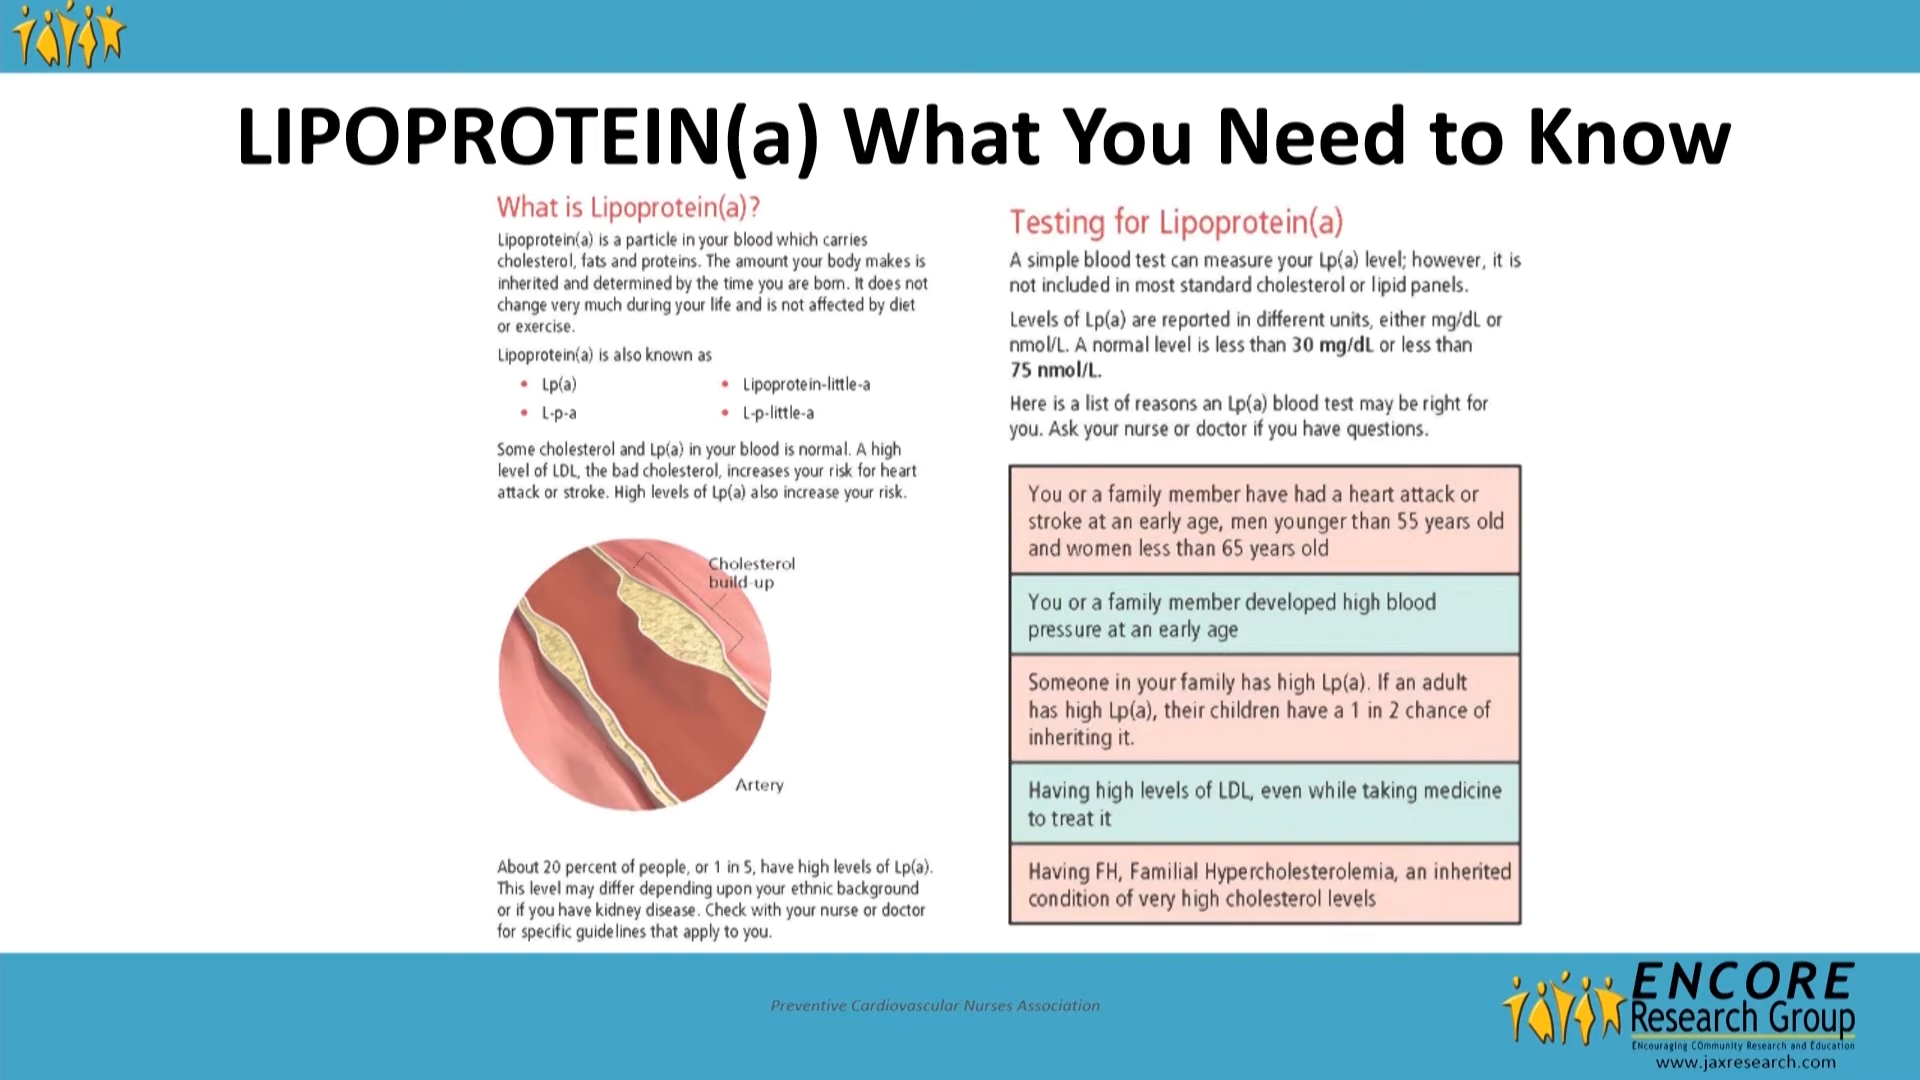 LIPOPROTEIN(a) What You Need to Know
What is Lipoprotein(a)?
Lipoprotein(a) is a particle in your blood which carries
cholesterol, fats and proteins. The amount your body makes is
inherited and determined by the time you are born. It does not
change very much during your life and is not affected by diet
or exercise.
Lipoprotein(a) is also known as
• Lp(a)
• Lipoprotein-little-a
• L-p-a
• L-p-little-a
Some cholesterol and Lp(a) in your blood is normal. A high
level of LDL, the bad cholesterol, increases your risk for heart
attack or stroke. High levels of Lp(a) also increase your risk.
Cholesterol
build-up
Artery
About 20 percent of people, or 1 in 5, have high levels of Lp(a).
This level may differ depending upon your ethnic background
or if you have kidney disease. Check with your nurse or doctor
for specific guidelines that apply to you.
Testing for Lipoprotein(a)
A simple blood test can measure your Lp(a) level; however, it is
not included in most standard cholesterol or lipid panels.
Levels of Lp(a) are reported in different units, either mg/dL or
nmol/L. A normal level is less than 30 mg/dL or less than
75 nmol/L.
Here is a list of reasons an Lp(a) blood test may be right for
you. Ask your nurse or doctor if you have questions.
You or a family member have had a heart attack or
stroke at an early age, men younger than 55 years old
and women less than 65 years old
You or a family member developed high blood
pressure at an early age
Someone in your family has high Lp(a). If an adult
has high Lp(a), their children have a 1 in 2 chance of
inheriting it.
Having high levels of LDL, even while taking medicine
to treat it
Having FH, Familial Hypercholesterolemia, an inherited
condition of very high cholesterol levels
Preventive Cardiovascular Nurses Association
ENCORE
Research Group
ENcouraging COmmunity Research and Education
www.jaxresearch.com